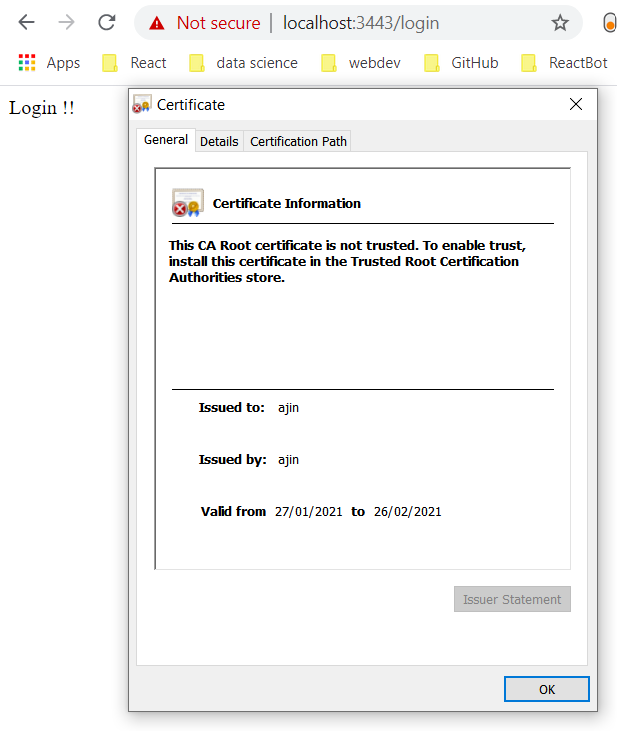 Not secure | localhost:3443/login
Apps React data science webdev GitHub ReactBot
Login !!
Certificate
General Details Certification Path
Certificate Information
This CA Root certificate is not trusted. To enable trust,
install this certificate in the Trusted Root Certification
Authorities store.
Issued to: ajin
Issued by: ajin
Valid from 27/01/2021 to 26/02/2021
Issuer Statement
OK